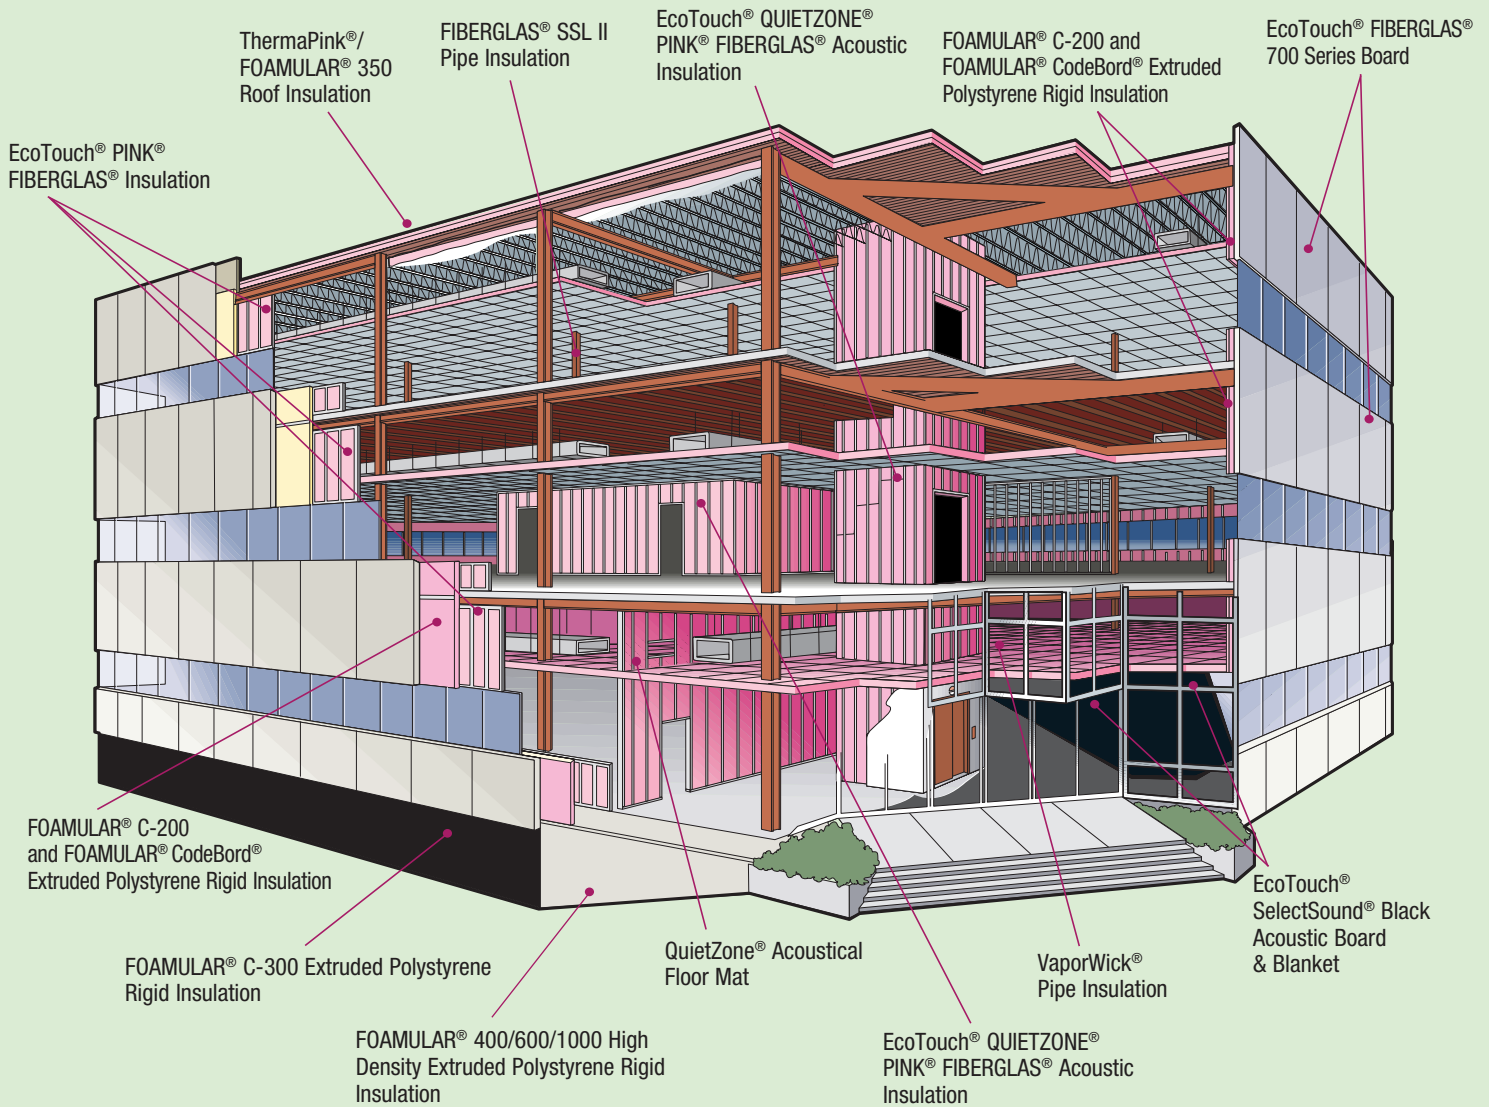 ThermaPink®/
FOAMULAR® 350
Roof Insulation
FIBERGLAS® SSL II
Pipe Insulation
EcoTouch® QUIETZONE®
PINK® FIBERGLAS® Acoustic
Insulation
FOAMULAR® C-200 and
FOAMULAR® CodeBord® Extruded
Polystyrene Rigid Insulation
EcoTouch® FIBERGLAS®
700 Series Board
EcoTouch® PINK®
FIBERGLAS® Insulation
FOAMULAR® C-200
and FOAMULAR® CodeBord®
Extruded Polystyrene Rigid Insulation
FOAMULAR® C-300 Extruded Polystyrene
Rigid Insulation
FOAMULAR® 400/600/1000 High
Density Extruded Polystyrene Rigid
Insulation
QuietZone® Acoustical
Floor Mat
EcoTouch® QUIETZONE®
PINK® FIBERGLAS® Acoustic
Insulation
VaporWick®
Pipe Insulation
EcoTouch®
SelectSound® Black
Acoustic Board
& Blanket